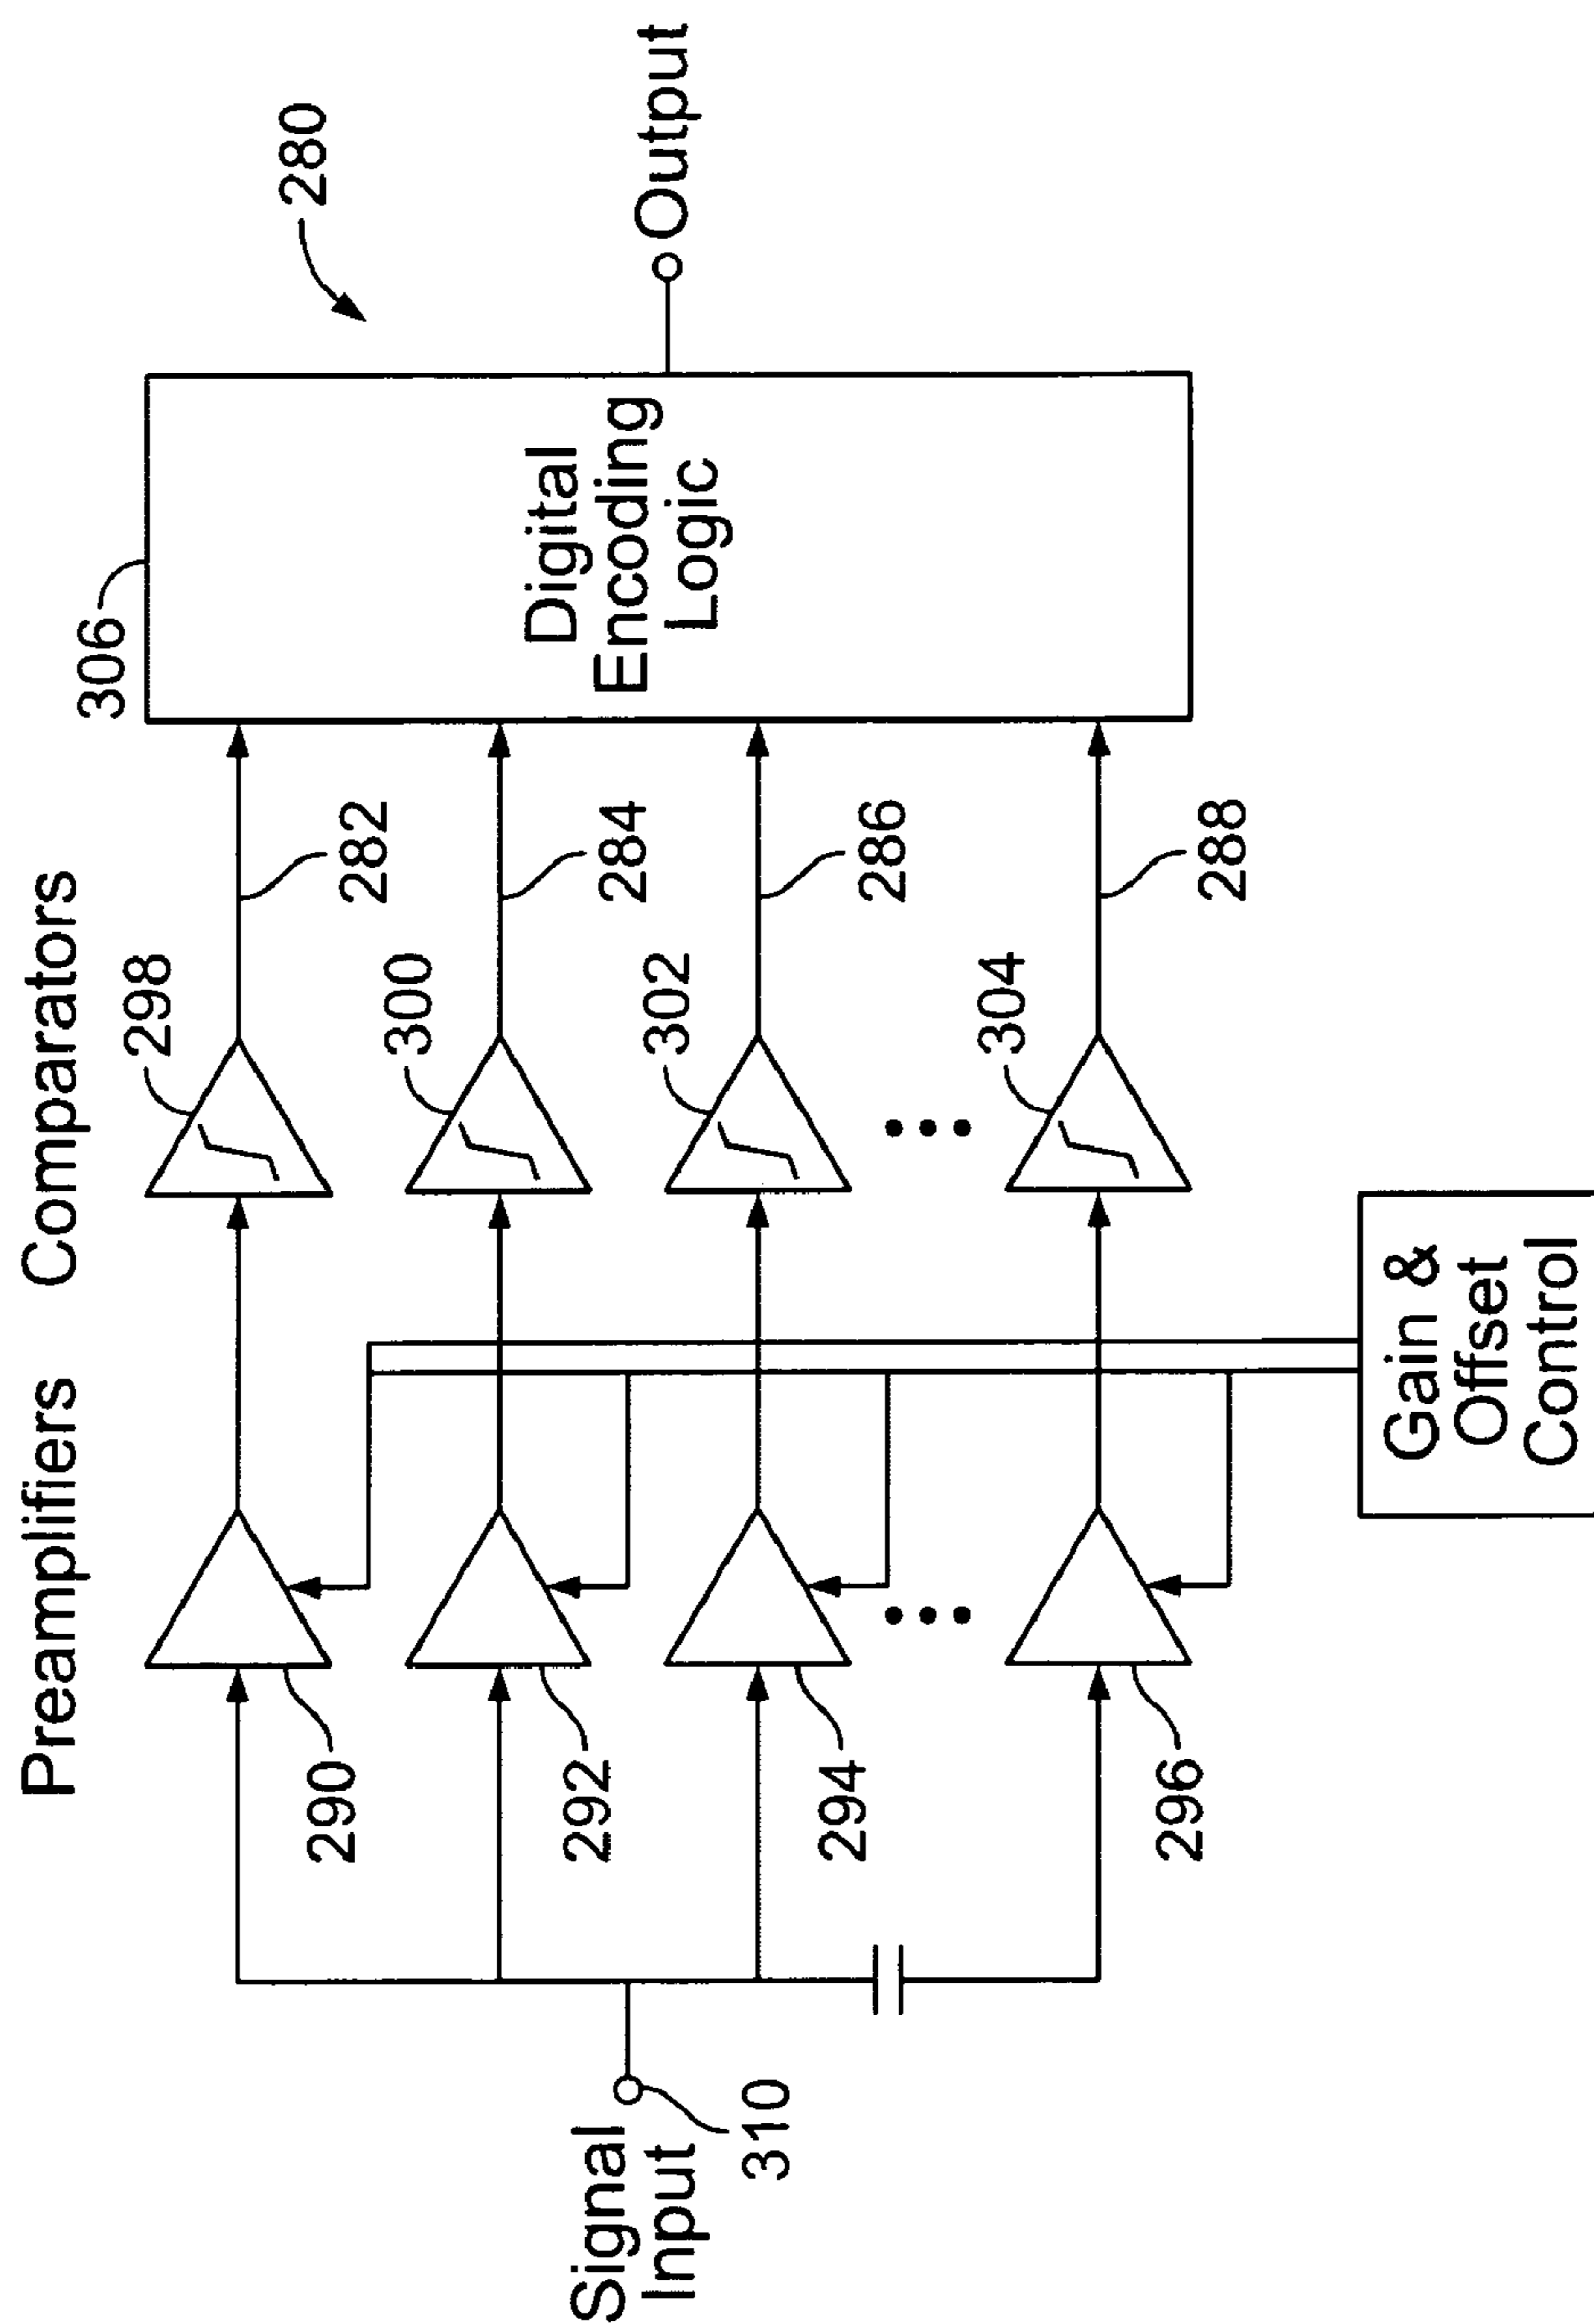 Preamplifiers Comparators
298
306
282
280
290
300
284
292
Signal
Input
310
302
286
Digital
Encoding
Logic
Output
294
304
288
296
Gain &
Offset
Control